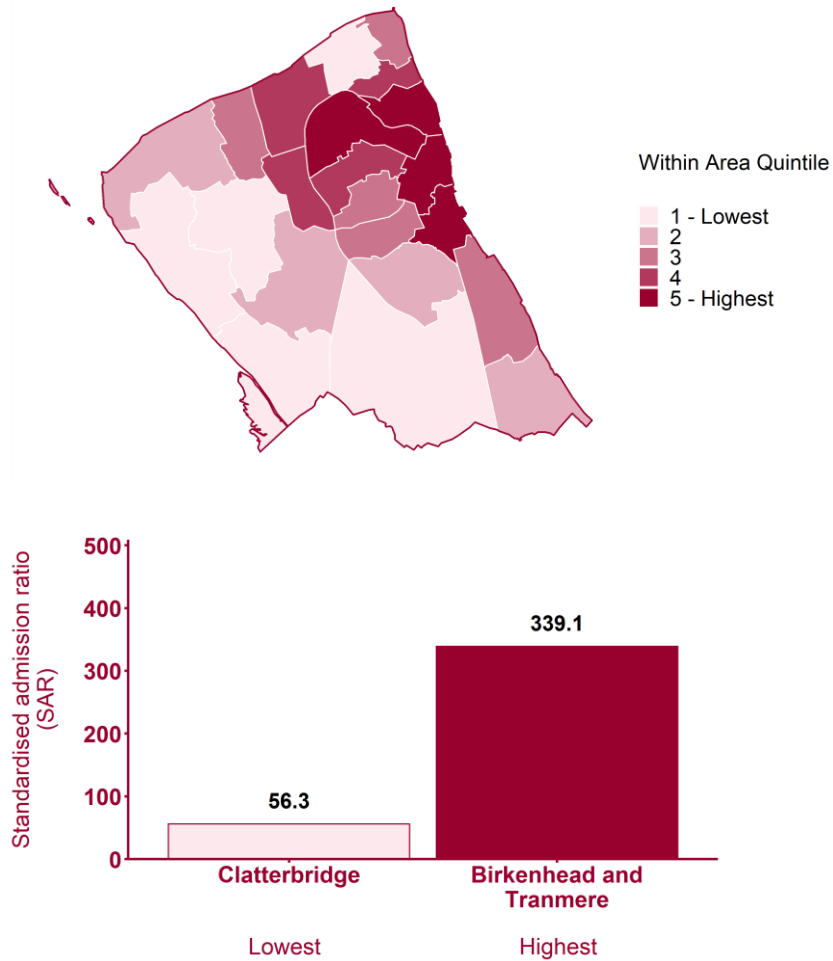 Within Area Quintile
1 - Lowest
2
3
4
5 - Highest
Standardised admission ratio
(SAR)
500
400
300
200
100
0
56.3
339.1
Clatterbridge
Birkenhead and
Tranmere
Lowest
Highest